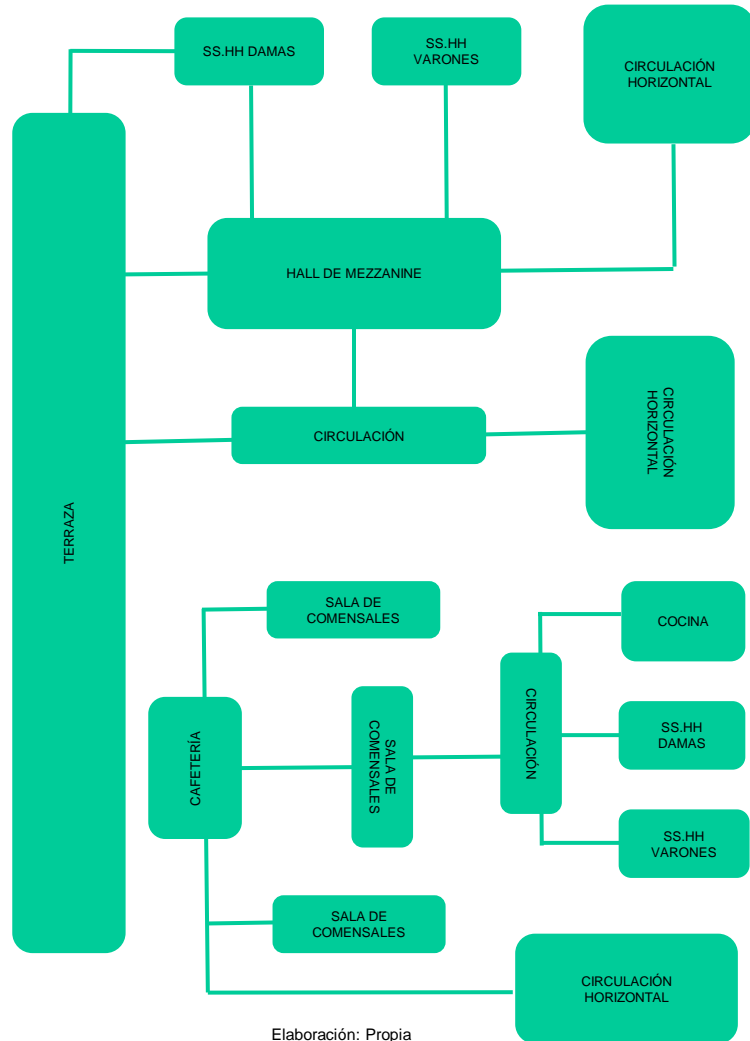 SS.HH DAMAS
SS.HH
VARONES
CIRCULACIÓN
HORIZONTAL
HALL DE MEZZANINE
CIRCULACIÓN
CIRCULACIÓN
HORIZONTAL
TERRAZA
SALA DE
COMENSALES
COCINA
CAFETERÍA
SALA DE
COMENSALES
CIRCULACIÓN
SS.HH
DAMAS
SS.HH
VARONES
SALA DE
COMENSALES
CIRCULACIÓN
HORIZONTAL
Elaboración: Propia